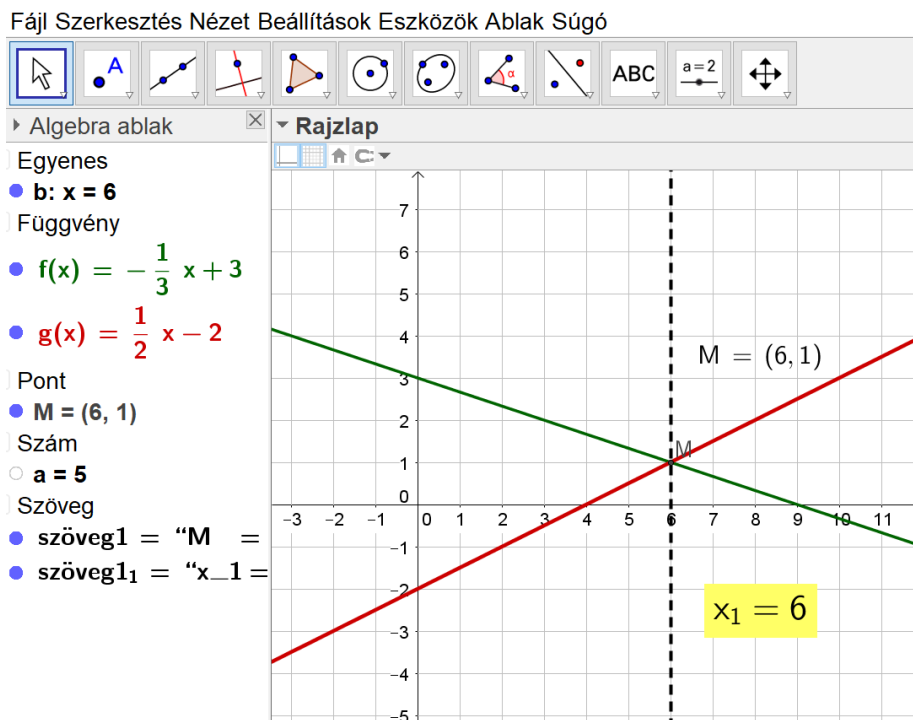 Fájl Szerkesztés Nézet Beállítások Eszközök Ablak Súgó
A α ABC a=2
Algebra ablak
Rajzlap
Egyenes
b: x = 6
Függvény
f(x) = − 1/3 x + 3
g(x) = 1/2 x − 2
Pont
M = (6, 1)
Szám
a = 5
Szöveg
szöveg1 = “M =
szöveg1₁ = “x_1 =
7
6
5
4
3
2
1
0
−1
−2
−3
−4
−5
−3 −2 −1 0 1 2 3 4 5 6 7 8 9 10 11
M = (6, 1)
M
x₁ = 6